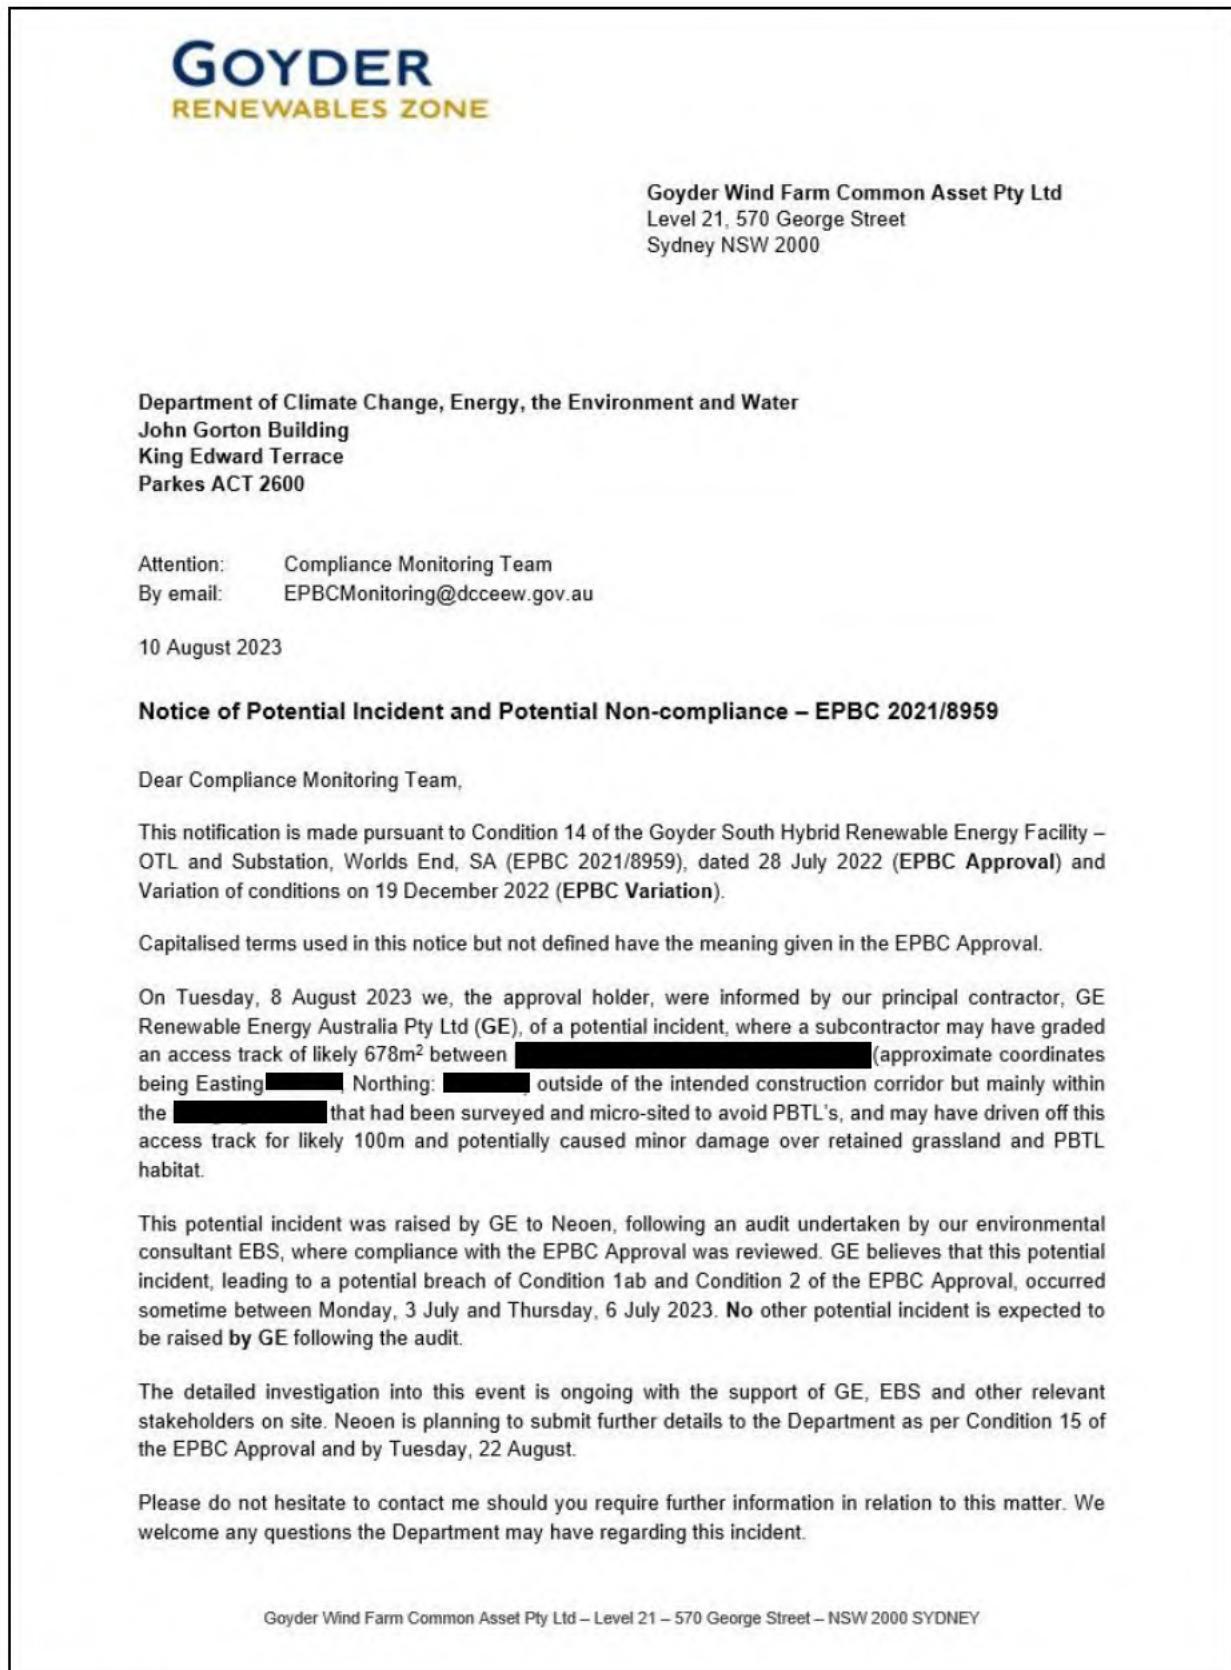 GOYDER
RENEWABLES ZONE
Goyder Wind Farm Common Asset Pty Ltd
Level 21, 570 George Street
Sydney NSW 2000
Department of Climate Change, Energy, the Environment and Water
John Gorton Building
King Edward Terrace
Parkes ACT 2600
Attention: Compliance Monitoring Team
By email: EPBCMonitoring@dcceew.gov.au
10 August 2023
Notice of Potential Incident and Potential Non-compliance – EPBC 2021/8959
Dear Compliance Monitoring Team,
This notification is made pursuant to Condition 14 of the Goyder South Hybrid Renewable Energy Facility –
OTL and Substation, Worlds End, SA (EPBC 2021/8959), dated 28 July 2022 (EPBC Approval) and
Variation of conditions on 19 December 2022 (EPBC Variation).
Capitalised terms used in this notice but not defined have the meaning given in the EPBC Approval.
On Tuesday, 8 August 2023 we, the approval holder, were informed by our principal contractor, GE
Renewable Energy Australia Pty Ltd (GE), of a potential incident, where a subcontractor may have graded
an access track of likely 678m² between (approximate coordinates
being Easting Northing: outside of the intended construction corridor but mainly within
the that had been surveyed and micro-sited to avoid PBTL's, and may have driven off this
access track for likely 100m and potentially caused minor damage over retained grassland and PBTL
habitat.
This potential incident was raised by GE to Neoen, following an audit undertaken by our environmental
consultant EBS, where compliance with the EPBC Approval was reviewed. GE believes that this potential
incident, leading to a potential breach of Condition 1ab and Condition 2 of the EPBC Approval, occurred
sometime between Monday, 3 July and Thursday, 6 July 2023. No other potential incident is expected to
be raised by GE following the audit.
The detailed investigation into this event is ongoing with the support of GE, EBS and other relevant
stakeholders on site. Neoen is planning to submit further details to the Department as per Condition 15 of
the EPBC Approval and by Tuesday, 22 August.
Please do not hesitate to contact me should you require further information in relation to this matter. We
welcome any questions the Department may have regarding this incident.
Goyder Wind Farm Common Asset Pty Ltd – Level 21 – 570 George Street – NSW 2000 SYDNEY